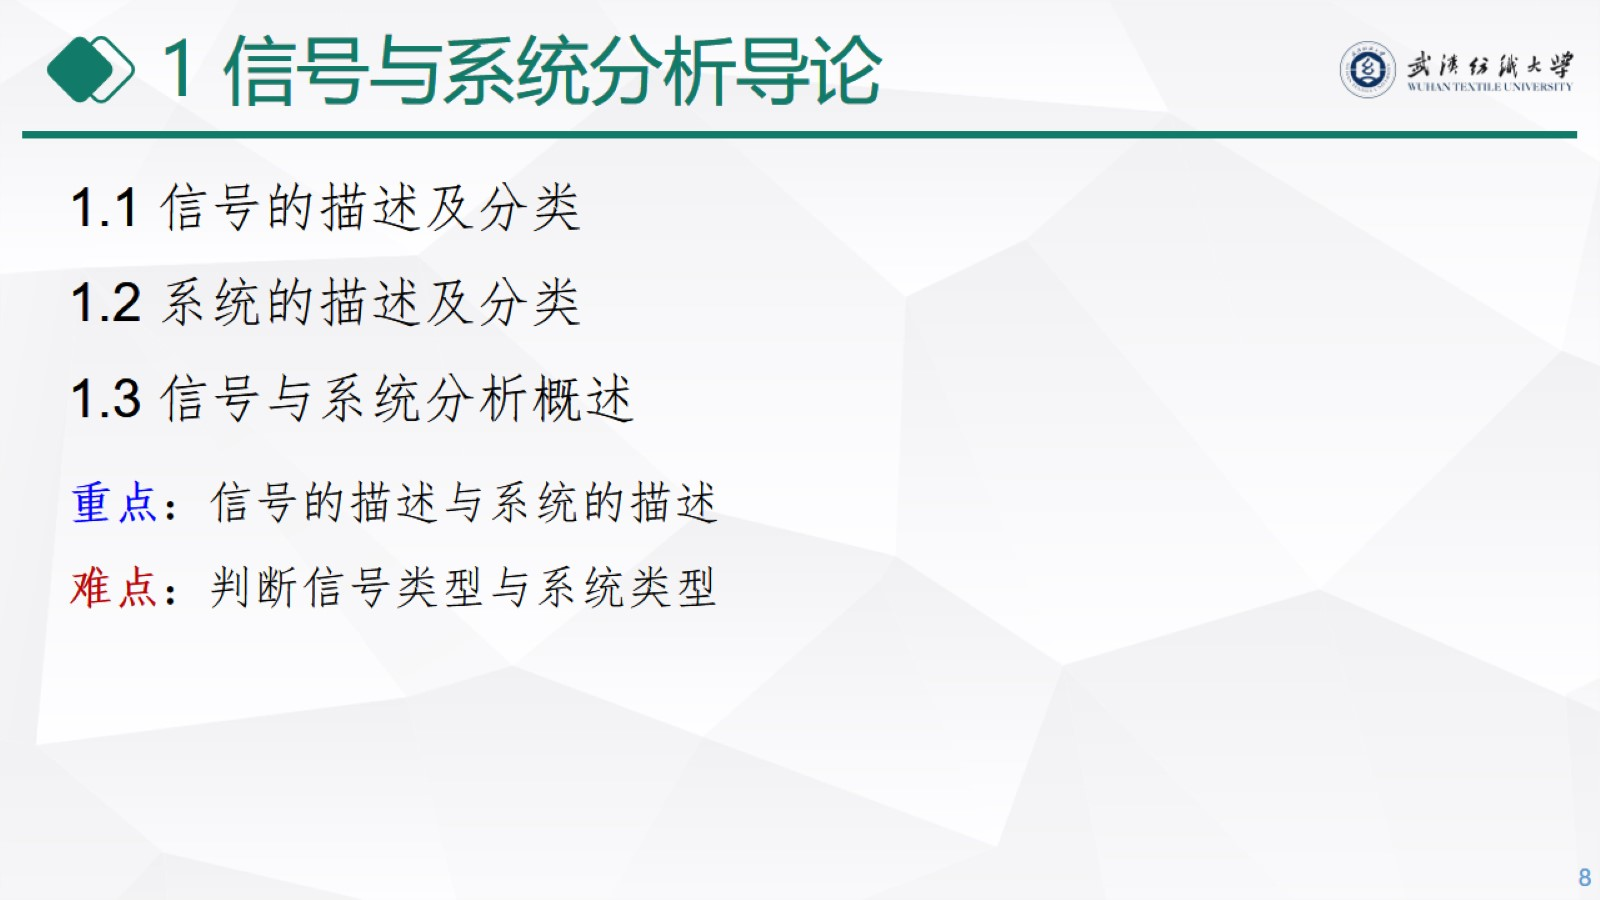 1 信号与系统分析导论
武汉纺织大学
WUHAN TEXTILE UNIVERSITY
1.1 信号的描述及分类
1.2 系统的描述及分类
1.3 信号与系统分析概述
重点：信号的描述与系统的描述
难点：判断信号类型与系统类型
8